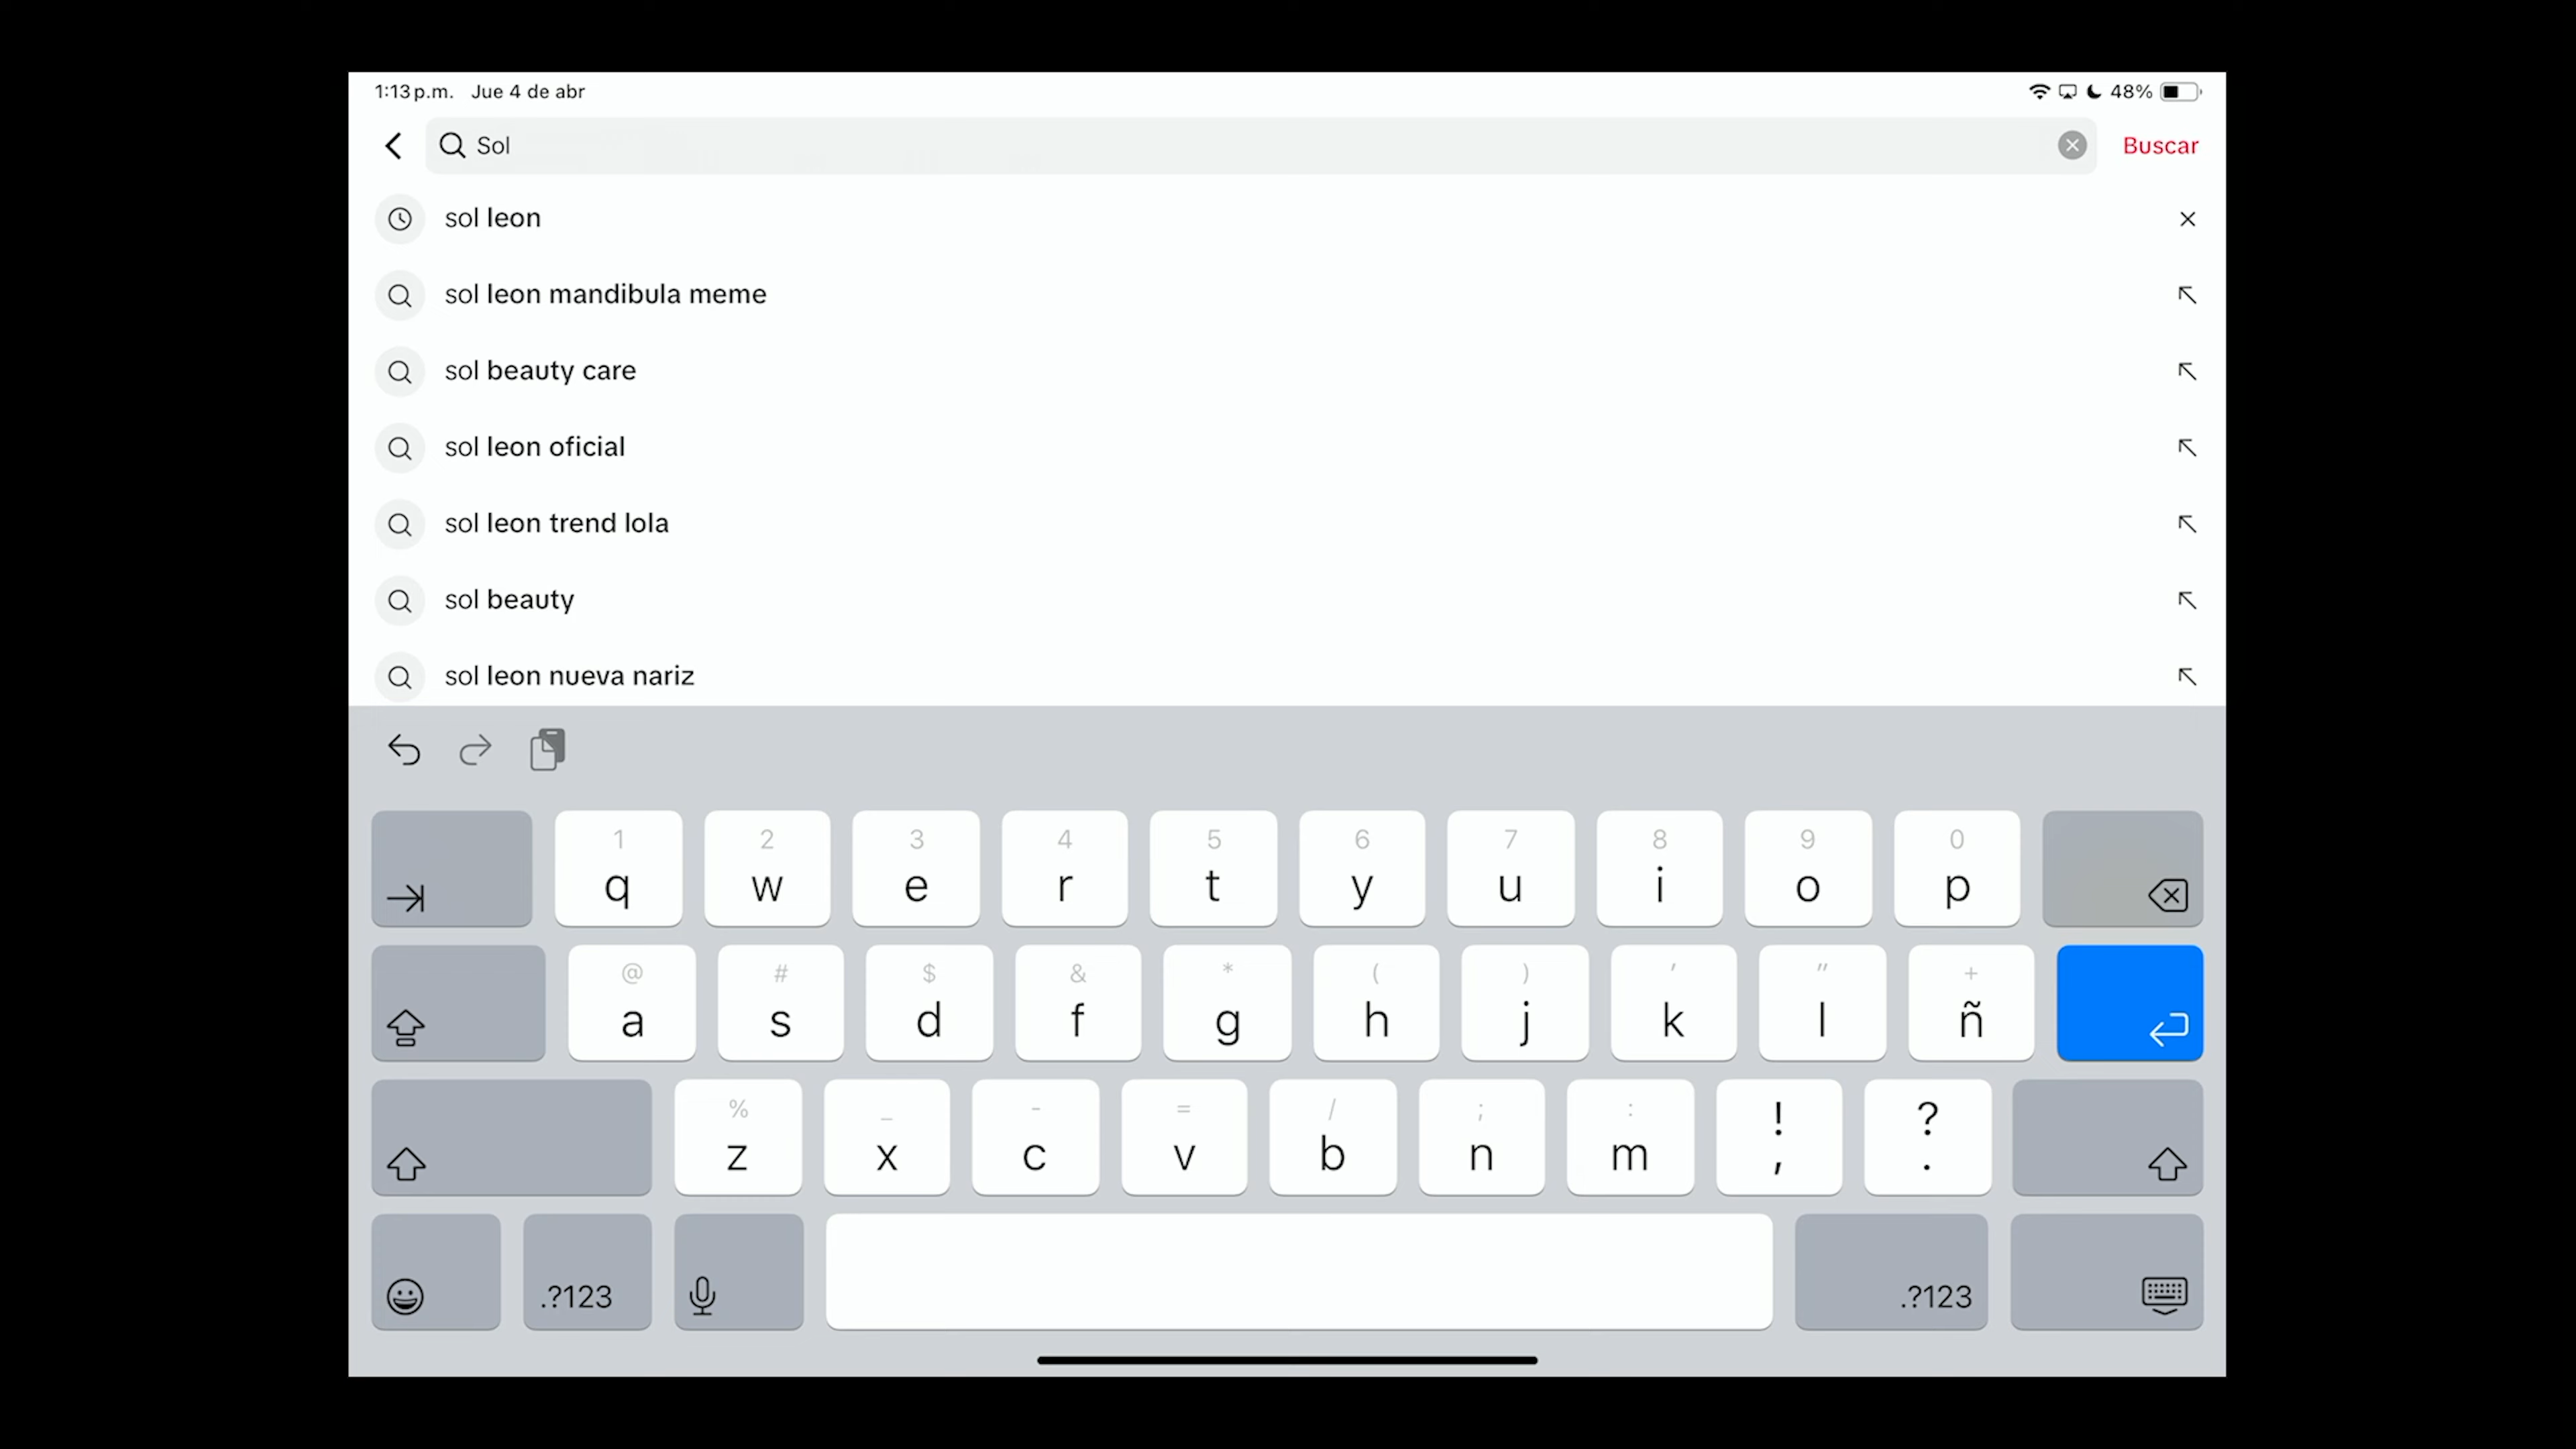 1:13 p.m. Jue 4 de abr 48%
Sol Buscar
sol leon
sol leon mandibula meme
sol beauty care
sol leon oficial
sol leon trend lola
sol beauty
sol leon nueva nariz
1 2 3 4 5 6 7 8 9 0
q w e r t y u i o p
@ # $ & * ( ) ' " +
a s d f g h j k l ñ
% _ - = / ; : ! ?
z x c v b n m , .
.?123 .?123